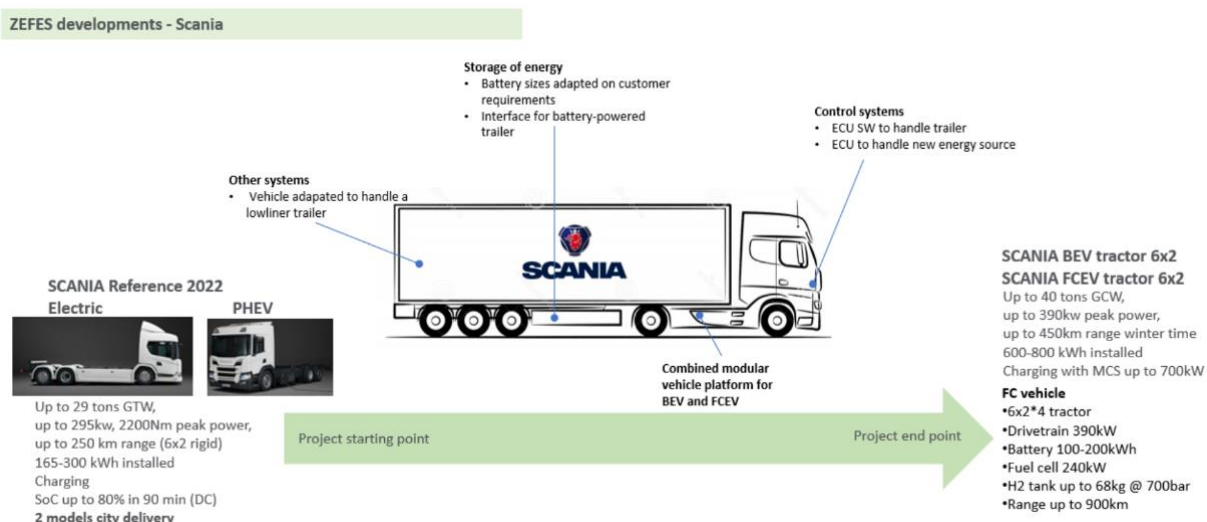 ZEFES developments - Scania
Storage of energy
• Battery sizes adapted on customer
requirements
• Interface for battery-powered
trailer
Control systems
• ECU SW to handle trailer
• ECU to handle new energy source
Other systems
• Vehicle adapated to handle a
lowliner trailer
SCANIA
Combined modular
vehicle platform for
BEV and FCEV
SCANIA Reference 2022
Electric
PHEV
Up to 29 tons GTW,
up to 295kw, 2200Nm peak power,
up to 250 km range (6x2 rigid)
165-300 kWh installed
Charging
SoC up to 80% in 90 min (DC)
2 models city delivery
Project starting point
Project end point
SCANIA BEV tractor 6x2
SCANIA FCEV tractor 6x2
Up to 40 tons GCW,
up to 390kw peak power,
up to 450km range winter time
600-800 kWh installed
Charging with MCS up to 700kW
FC vehicle
•6x2*4 tractor
•Drivetrain 390kW
•Battery 100-200kWh
•Fuel cell 240kW
•H2 tank up to 68kg @ 700bar
•Range up to 900km